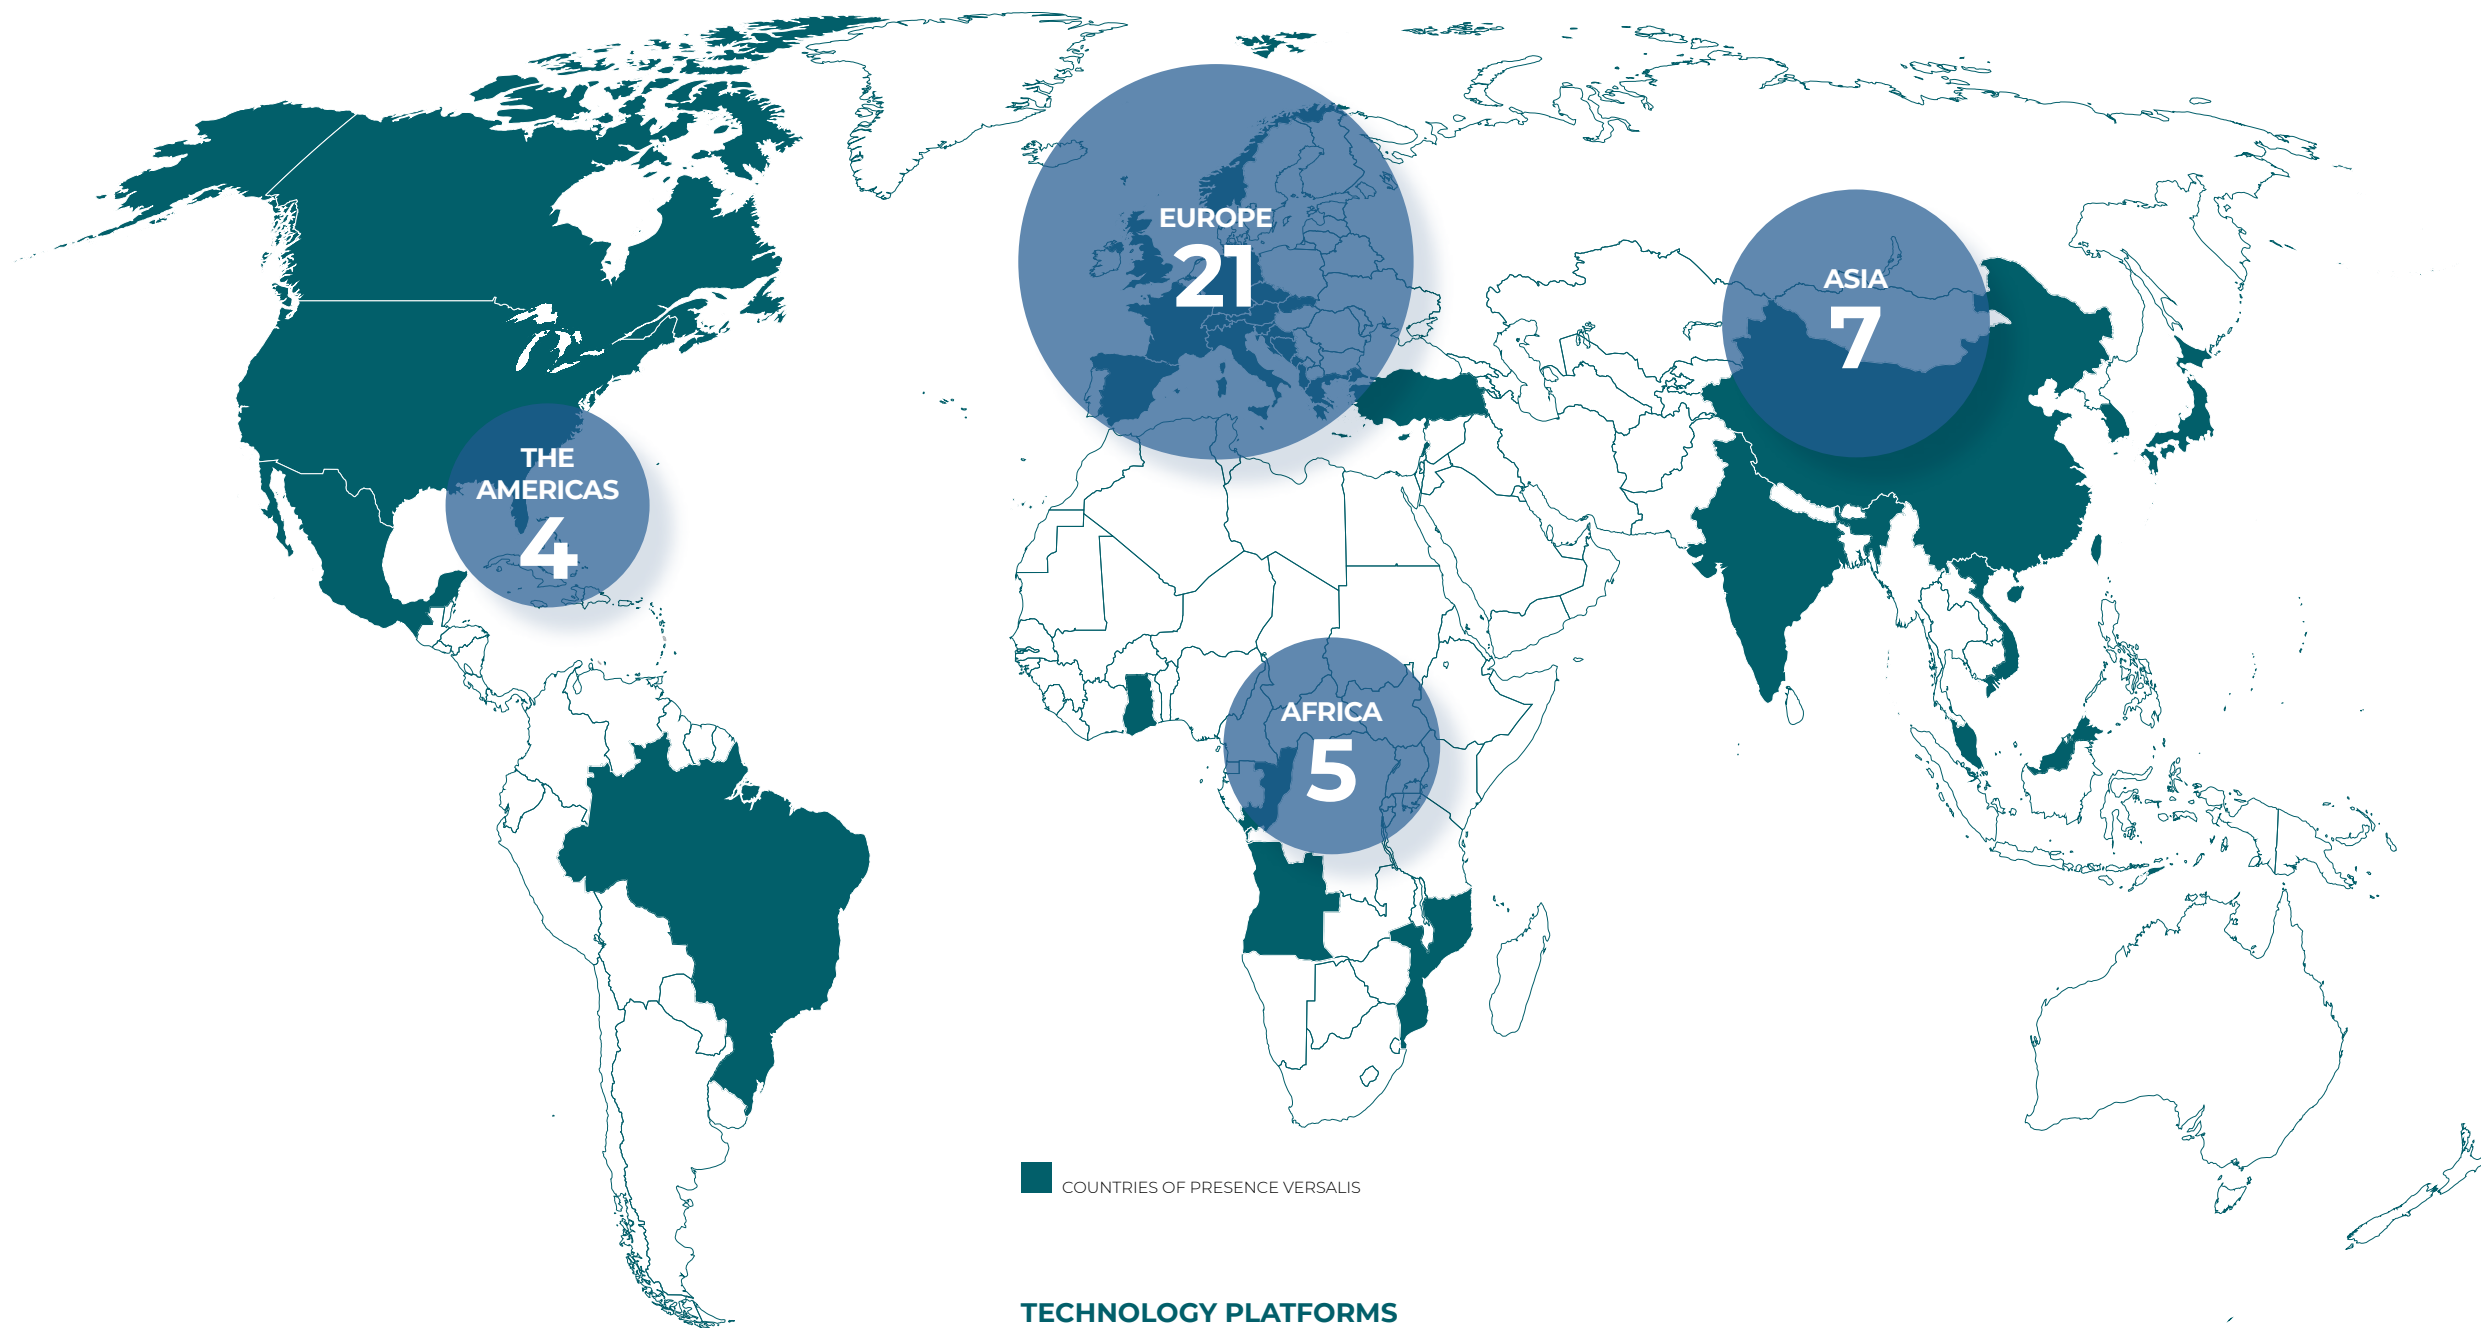 EUROPE
21
ASIA
7
THE
AMERICAS
4
AFRICA
5
COUNTRIES OF PRESENCE VERSALIS
TECHNOLOGY PLATFORMS